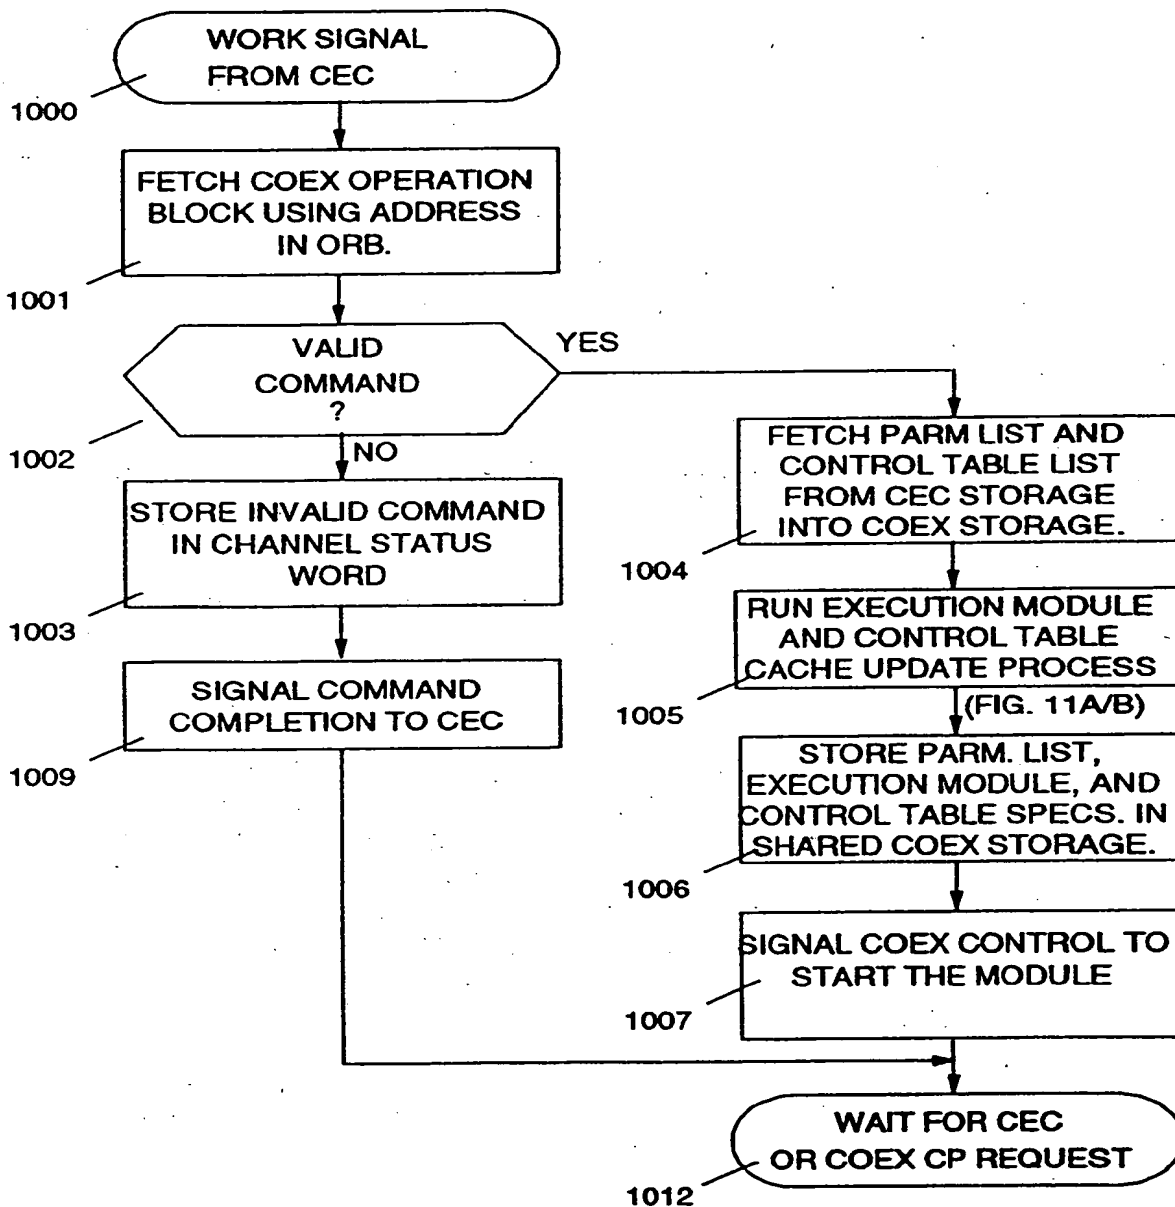 WORK SIGNAL
FROM CEC
1000
FETCH COEX OPERATION
BLOCK USING ADDRESS
IN ORB.
1001
VALID
COMMAND
?
1002
YES
NO
STORE INVALID COMMAND
IN CHANNEL STATUS
WORD
1003
SIGNAL COMMAND
COMPLETION TO CEC
1009
FETCH PARM LIST AND
CONTROL TABLE LIST
FROM CEC STORAGE
INTO COEX STORAGE.
1004
RUN EXECUTION MODULE
AND CONTROL TABLE
CACHE UPDATE PROCESS
1005
(FIG. 11A/B)
STORE PARM. LIST,
EXECUTION MODULE, AND
CONTROL TABLE SPECS. IN
SHARED COEX STORAGE.
1006
SIGNAL COEX CONTROL TO
START THE MODULE
1007
WAIT FOR CEC
OR COEX CP REQUEST
1012